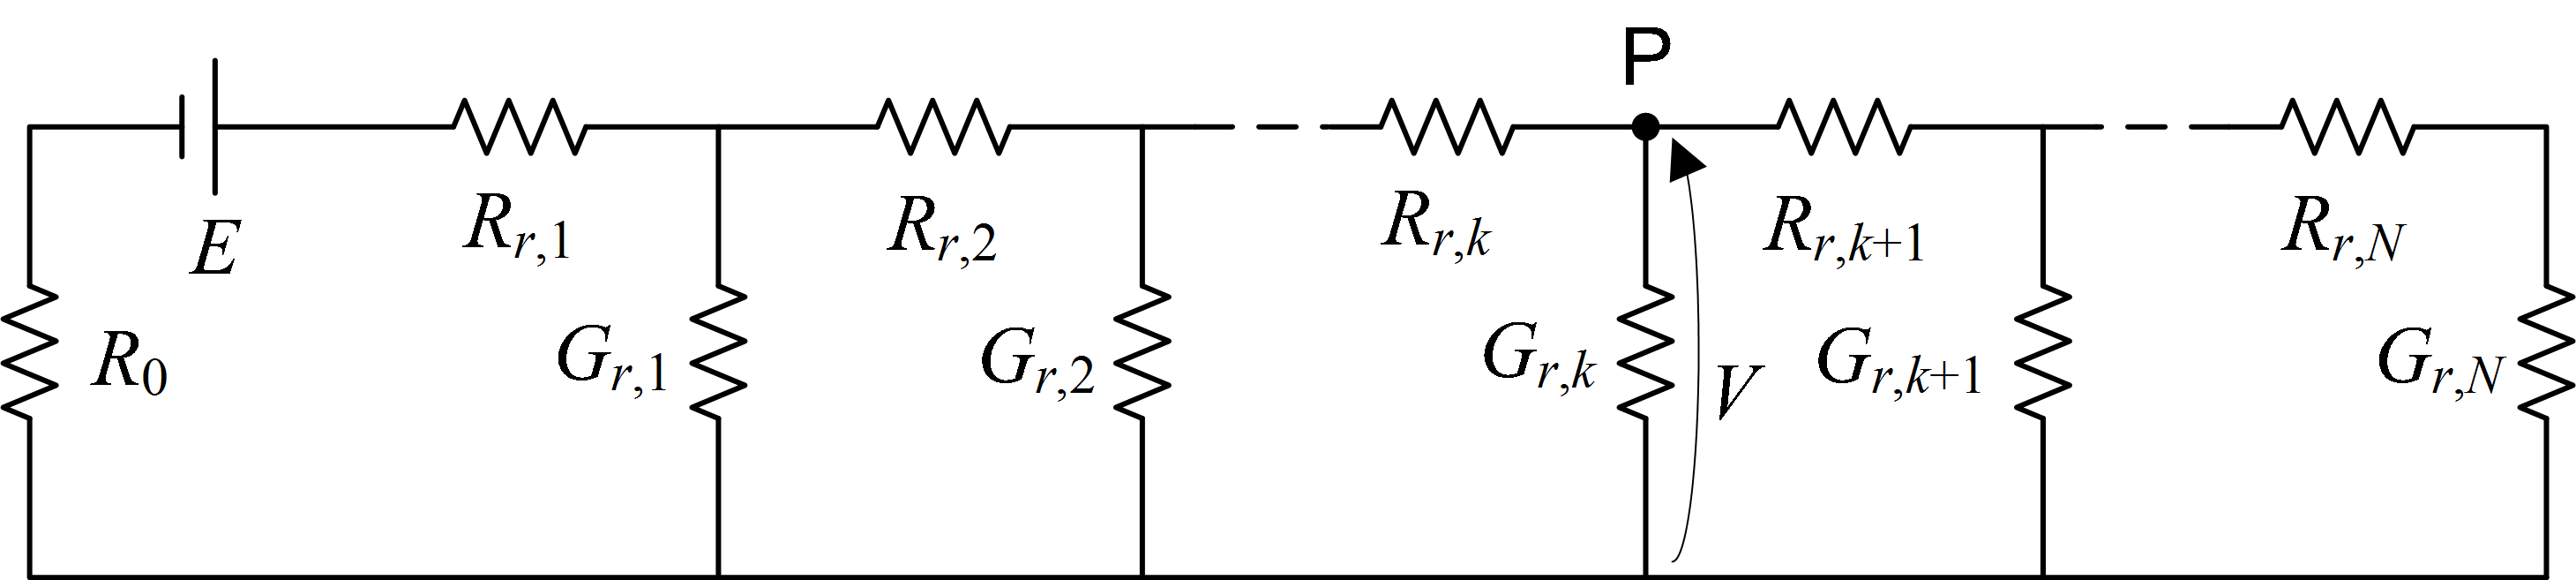 P
E
R_{r,1}
R_{r,2}
R_{r,k}
R_{r,k+1}
R_{r,N}
R_0
G_{r,1}
G_{r,2}
G_{r,k}
V
G_{r,k+1}
G_{r,N}